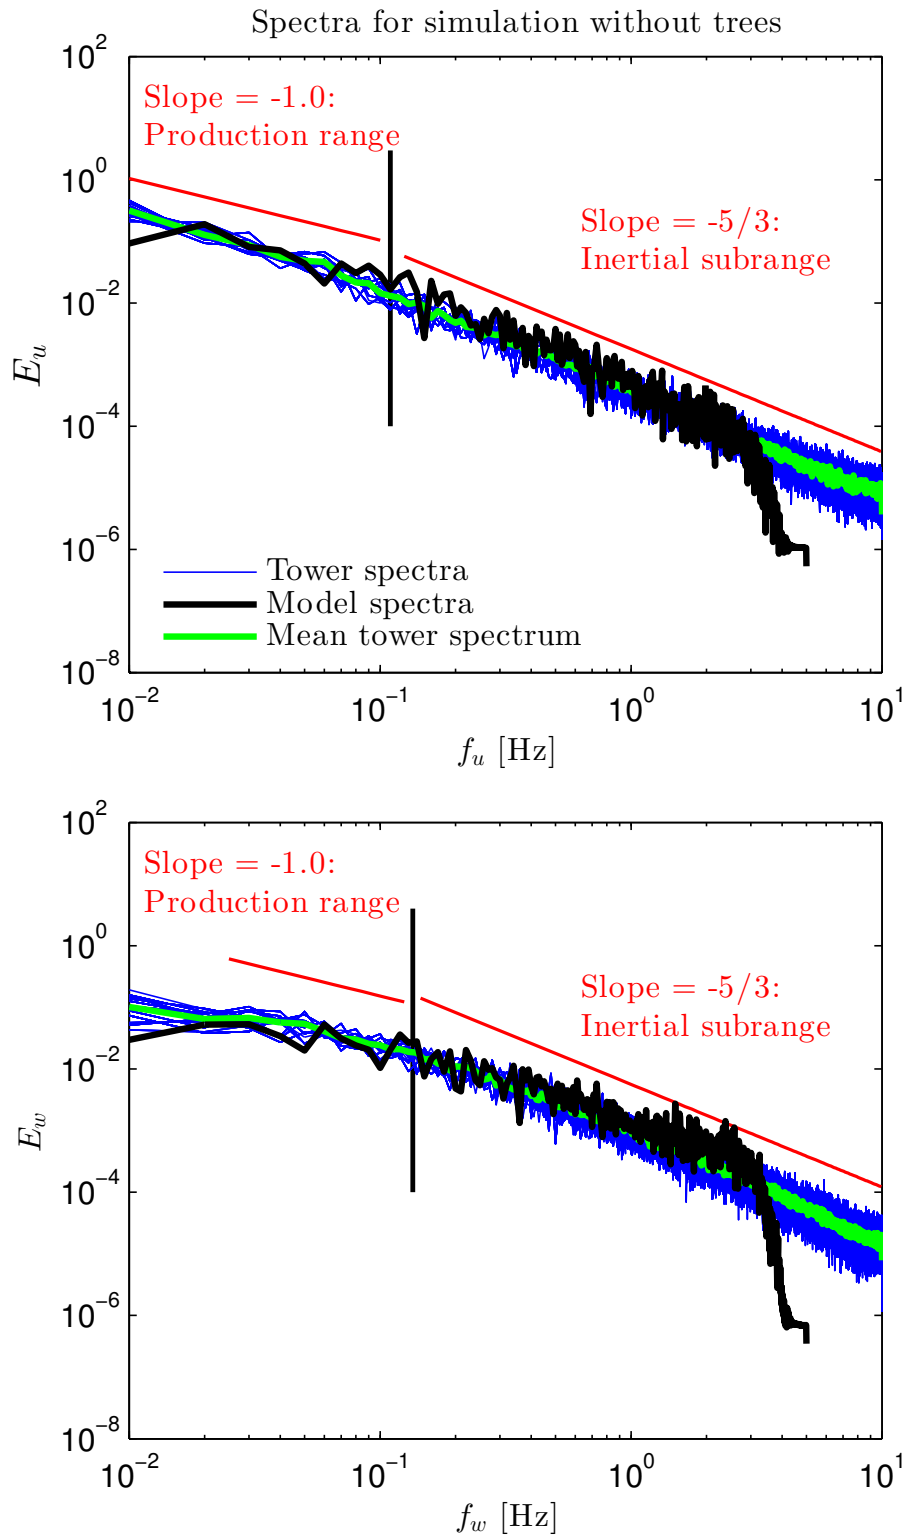 Spectra for simulation without trees
10^2
Slope = -1.0:
Production range
10^0
Slope = -5/3:
Inertial subrange
10^-2
E_u
10^-4
10^-6
Tower spectra
Model spectra
Mean tower spectrum
10^-8
10^-2 10^-1 10^0 10^1
f_u [Hz]
10^2
Slope = -1.0:
Production range
10^0
Slope = -5/3:
Inertial subrange
10^-2
E_w
10^-4
10^-6
10^-8
10^-2 10^-1 10^0 10^1
f_w [Hz]